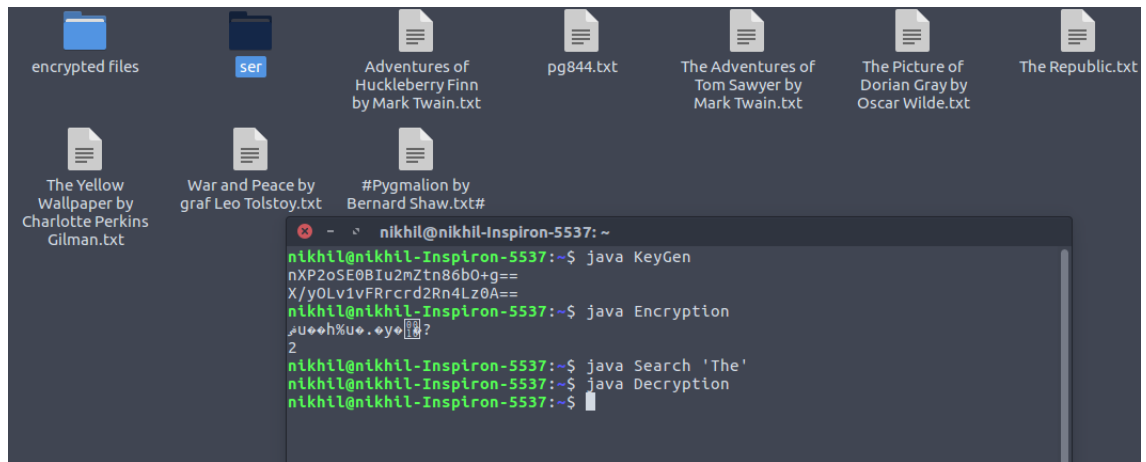 encrypted files
ser
Adventures of
Huckleberry Finn
by Mark Twain.txt
pg844.txt
The Adventures of
Tom Sawyer by
Mark Twain.txt
The Picture of
Dorian Gray by
Oscar Wilde.txt
The Republic.txt
The Yellow
Wallpaper by
Charlotte Perkins
Gilman.txt
War and Peace by
graf Leo Tolstoy.txt
#Pygmalion by
Bernard Shaw.txt#
nikhil@nikhil-Inspiron-5537: ~
nikhil@nikhil-Inspiron-5537:~$ java KeyGen
nXP2oSE0BIu2mZtn86bO+g==
X/yOLv1vFRrcrd2Rn4Lz0A==
nikhil@nikhil-Inspiron-5537:~$ java Encryption
u��h%u�.�y�?
2
nikhil@nikhil-Inspiron-5537:~$ java Search 'The'
nikhil@nikhil-Inspiron-5537:~$ java Decryption
nikhil@nikhil-Inspiron-5537:~$